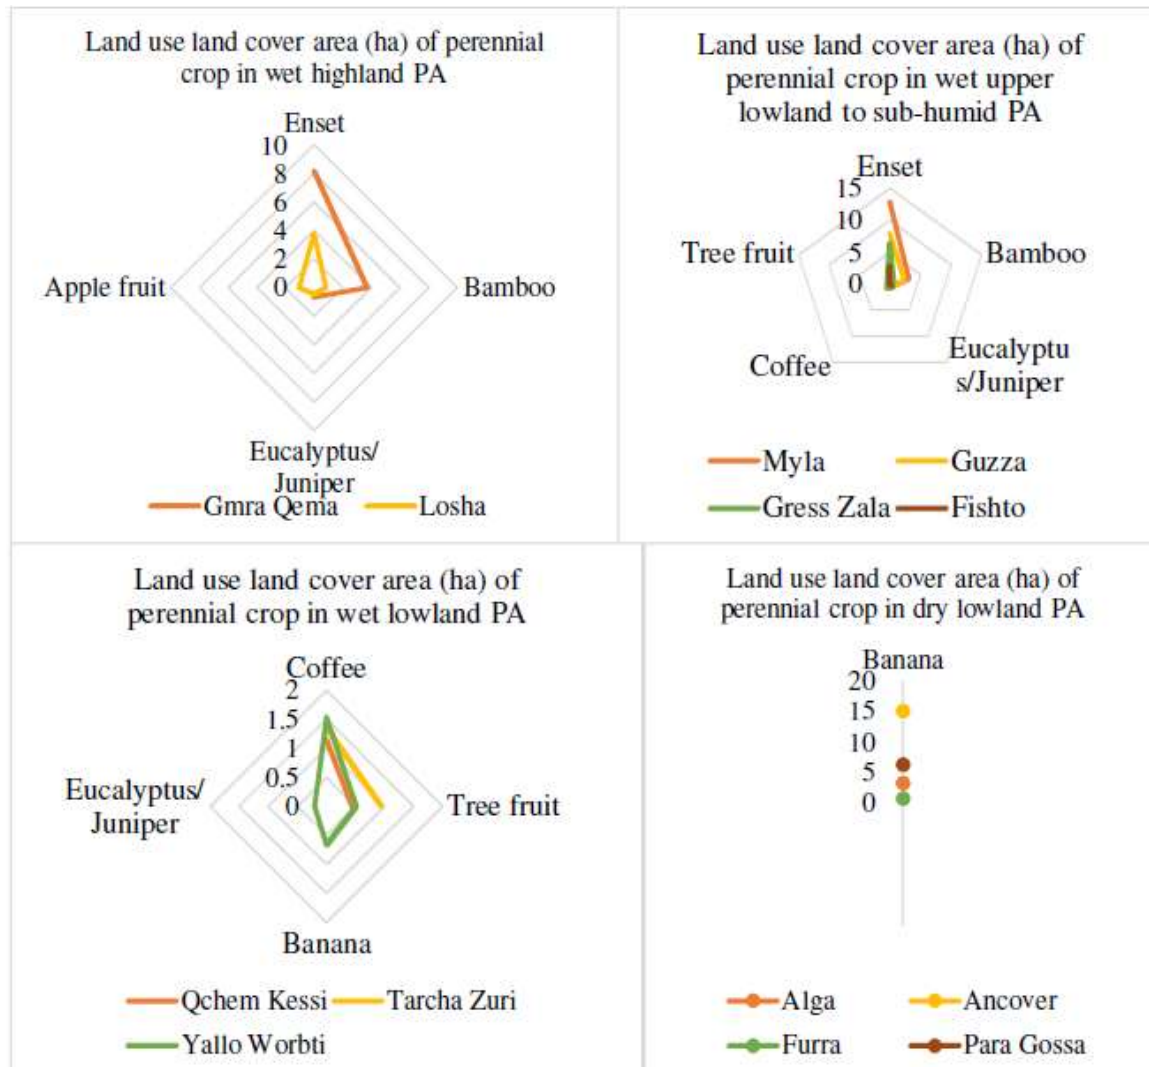 Land use land cover area (ha) of perennial
crop in wet highland PA
Enset
10
8
6
4
2
0
Apple fruit
Bamboo
Eucalyptus/
Juniper
Gmra Qema
Losha
Land use land cover area (ha) of
perennial crop in wet upper
lowland to sub-humid PA
Enset
15
10
5
0
Tree fruit
Bamboo
Coffee
Eucalyptu
s/Juniper
Myla
Guzza
Gress Zala
Fishto
Land use land cover area (ha) of
perennial crop in wet lowland PA
Coffee
2
1.5
1
0.5
0
Eucalyptus/
Juniper
Tree fruit
Banana
Qchem Kessi
Tarcha Zuri
Yallo Worbti
Land use land cover area (ha) of
perennial crop in dry lowland PA
Banana
20
15
10
5
0
Alga
Ancover
Furra
Para Gossa